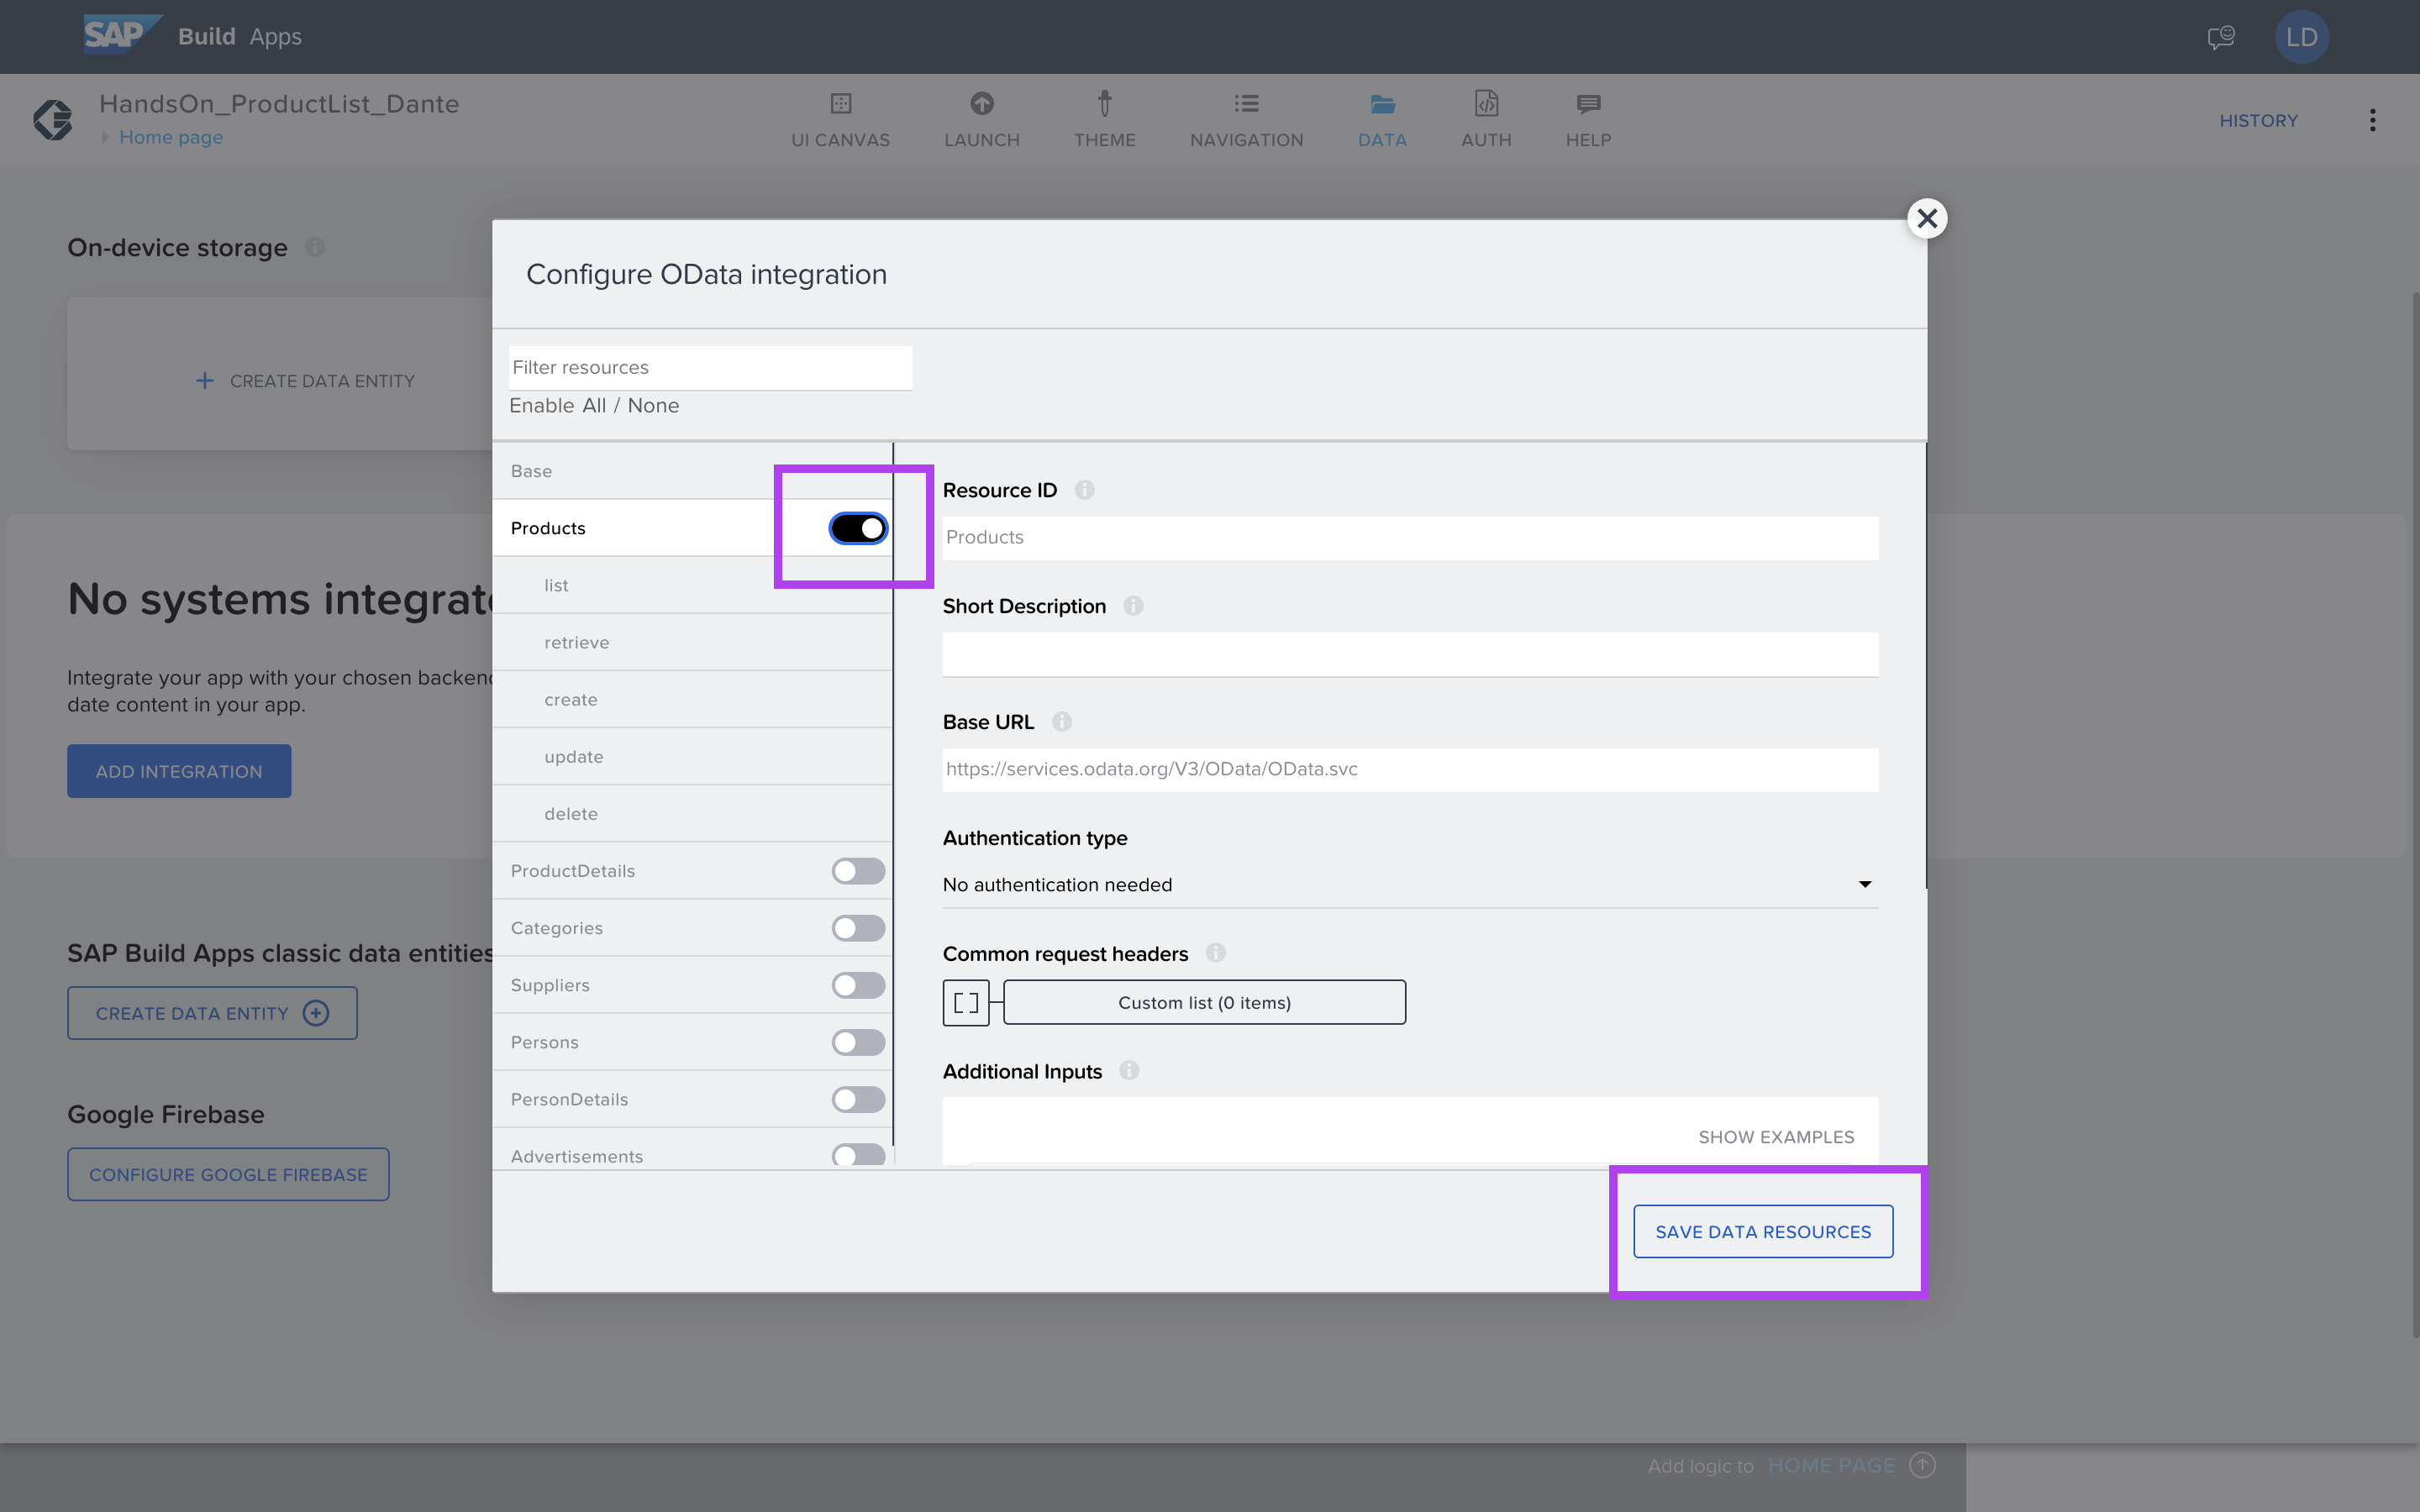 SAP Build Apps
LD
HandsOn_ProductList_Dante
Home page
UI CANVAS
LAUNCH
THEME
NAVIGATION
DATA
AUTH
HELP
HISTORY
On-device storage
+ CREATE DATA ENTITY
No systems integrat
Integrate your app with your chosen backen
date content in your app.
ADD INTEGRATION
SAP Build Apps classic data entities
CREATE DATA ENTITY
Google Firebase
CONFIGURE GOOGLE FIREBASE
Configure OData integration
Filter resources
Enable All / None
Base
Products
list
retrieve
create
update
delete
ProductDetails
Categories
Suppliers
Persons
PersonDetails
Advertisements
Resource ID
Products
Short Description
Base URL
https://services.odata.org/V3/OData/OData.svc
Authentication type
No authentication needed
Common request headers
Custom list (0 items)
Additional Inputs
SHOW EXAMPLES
SAVE DATA RESOURCES
Add logic to HOME PAGE